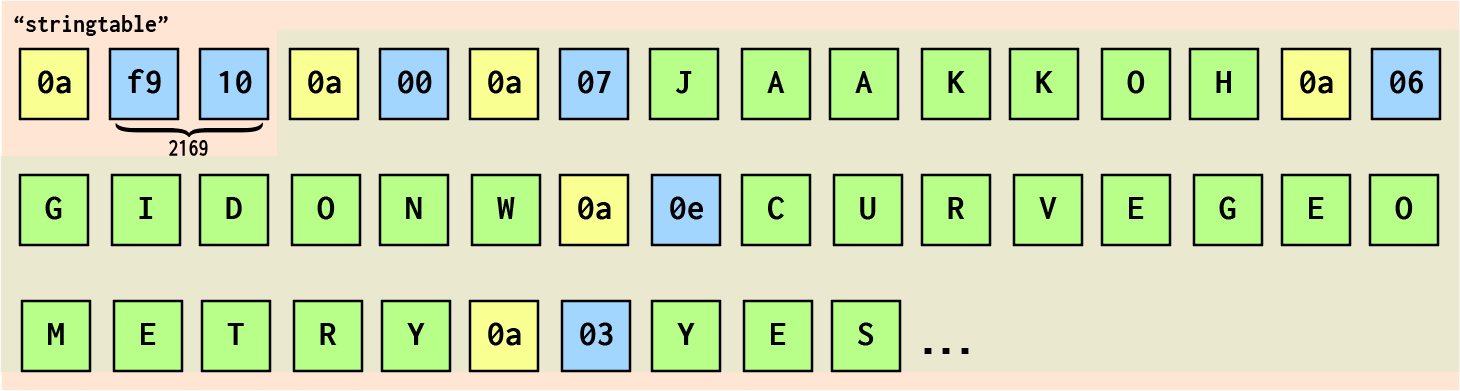 “stringtable”
0a f9 10 0a 00 0a 07 J A A K K O H 0a 06
2169
G I D O N W 0a 0e C U R V E G E O
M E T R Y 0a 03 Y E S ...